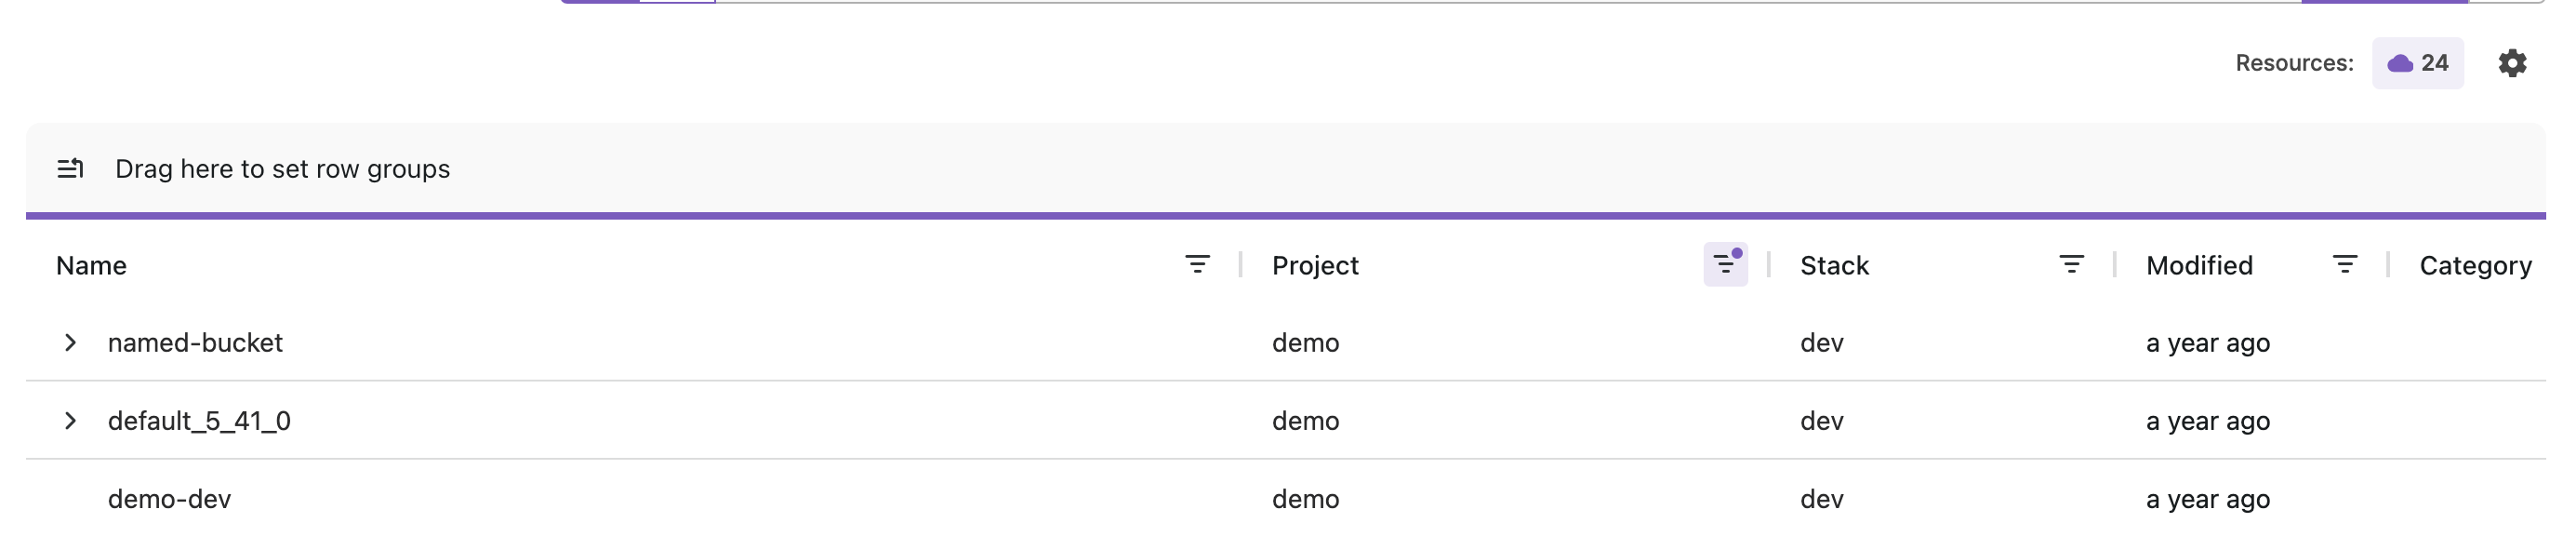 Resources: 24
Drag here to set row groups
Name Project Stack Modified Category
named-bucket demo dev a year ago
default_5_41_0 demo dev a year ago
demo-dev demo dev a year ago